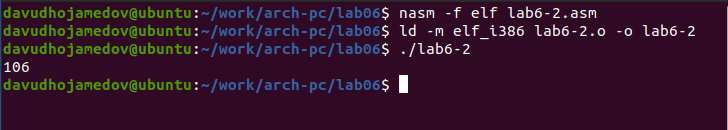 davudhojamedov@ubuntu:~/work/arch-pc/lab06$ nasm -f elf lab6-2.asm
davudhojamedov@ubuntu:~/work/arch-pc/lab06$ ld -m elf_i386 lab6-2.o -o lab6-2
davudhojamedov@ubuntu:~/work/arch-pc/lab06$ ./lab6-2
106
davudhojamedov@ubuntu:~/work/arch-pc/lab06$